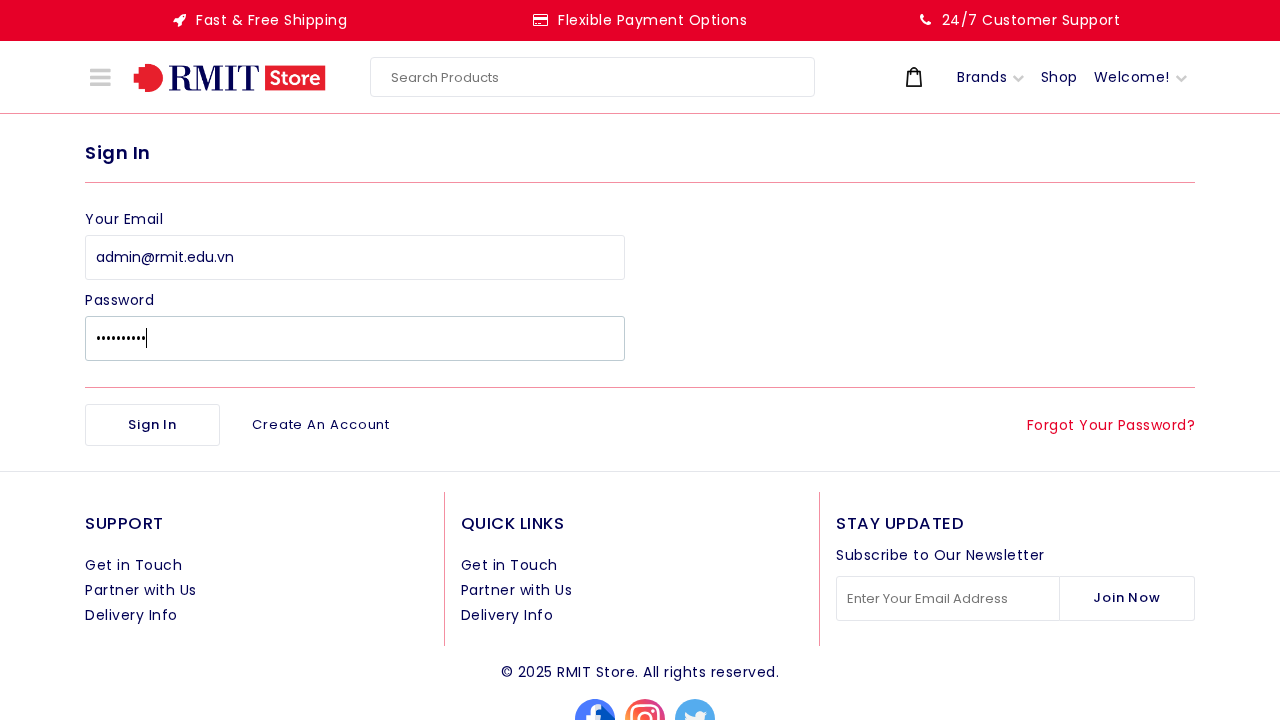 Fast & Free Shipping
Flexible Payment Options
24/7 Customer Support
RMIT Store
Search Products
Brands
Shop
Welcome!
Sign In
Your Email
admin@rmit.edu.vn
Password
••••••••••
Sign In
Create An Account
Forgot Your Password?
SUPPORT
Get in Touch
Partner with Us
Delivery Info
QUICK LINKS
Get in Touch
Partner with Us
Delivery Info
STAY UPDATED
Subscribe to Our Newsletter
Enter Your Email Address
Join Now
© 2025 RMIT Store. All rights reserved.